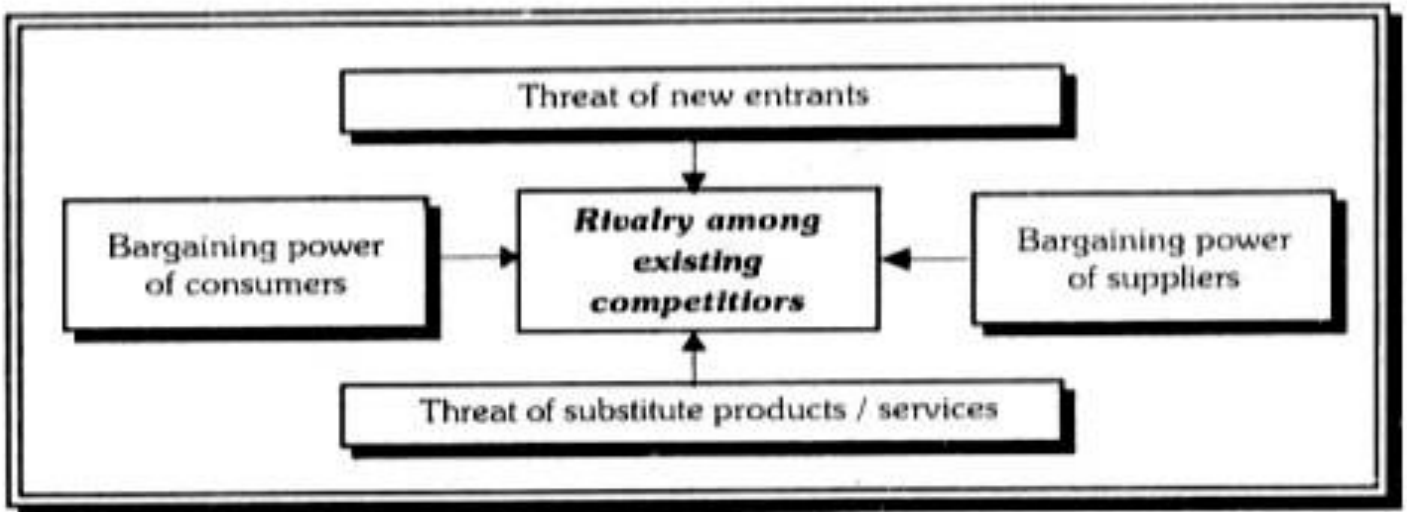 Threat of new entrants
Bargaining power
of consumers
Rivalry among
existing
competitiors
Bargaining power
of suppliers
Threat of substitute products / services